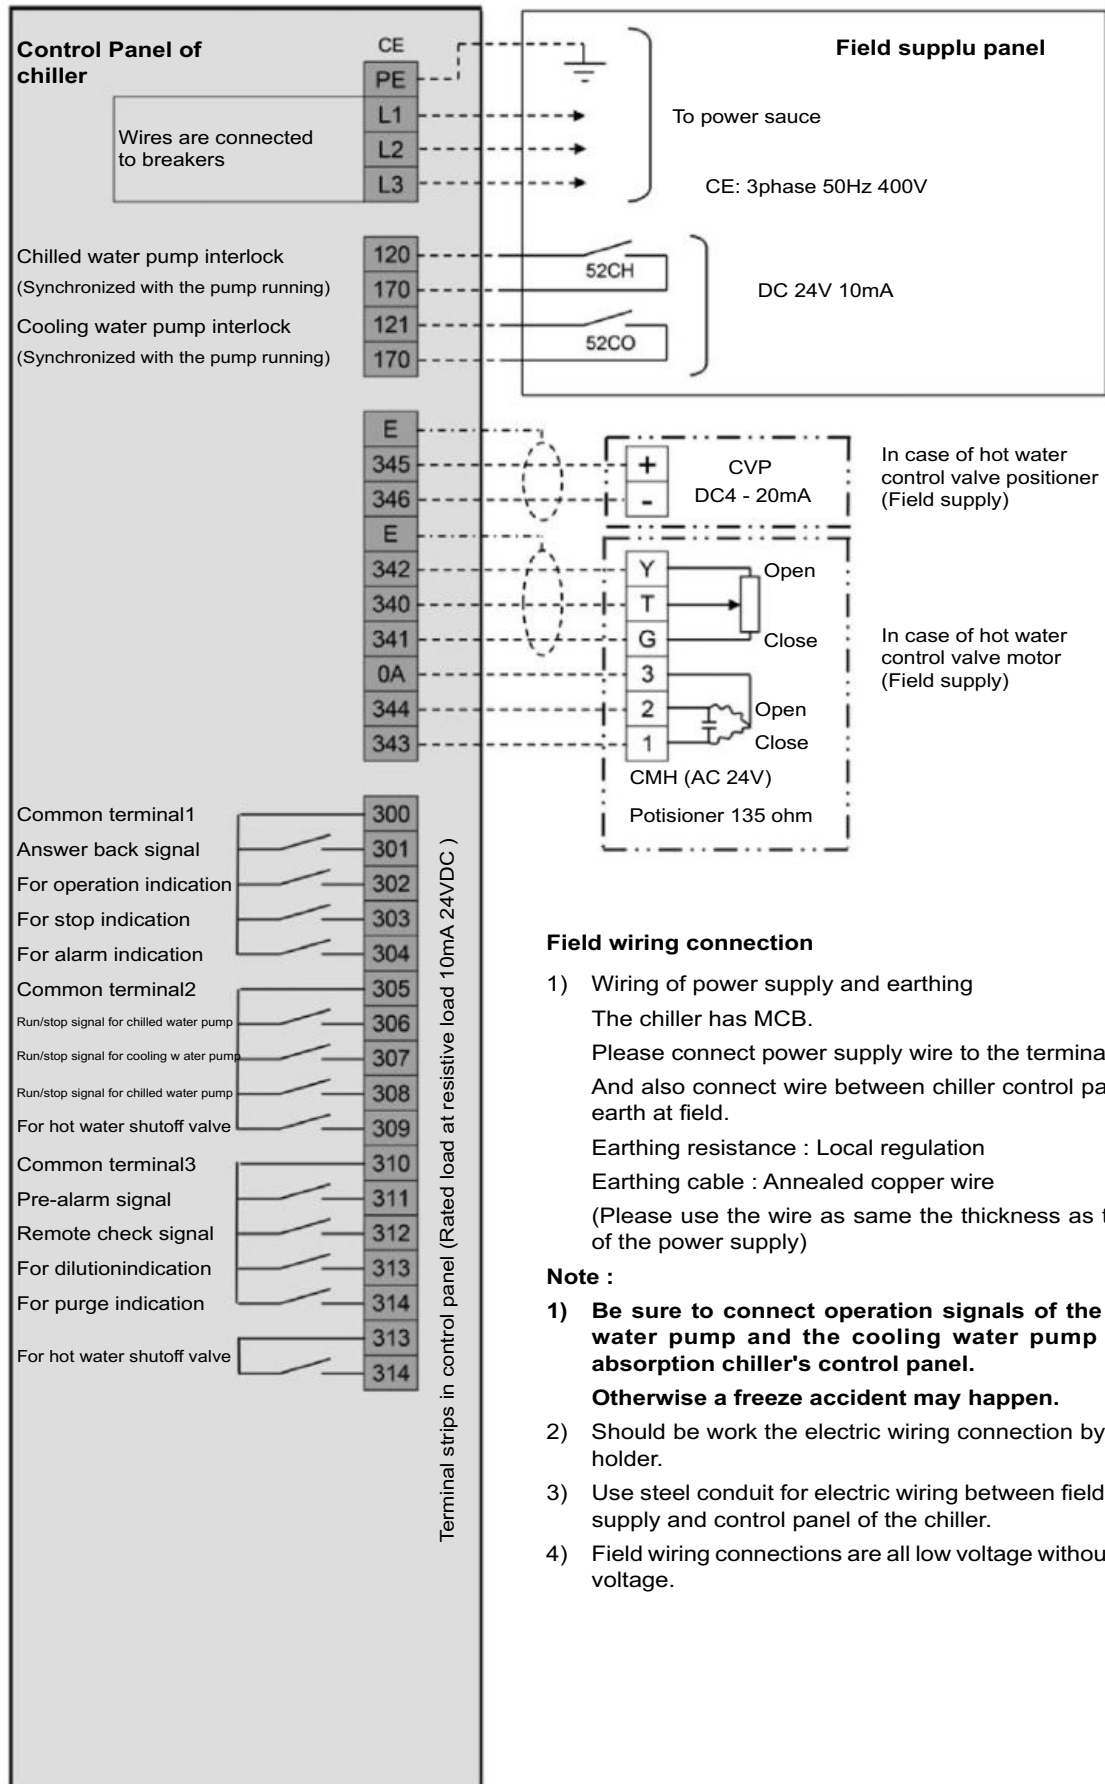 Control Panel of
chiller
CE
PE
L1
L2
L3
Wires are connected
to breakers
Field supplu panel
To power sauce
CE: 3phase 50Hz 400V
Chilled water pump interlock
(Synchronized with the pump running)
Cooling water pump interlock
(Synchronized with the pump running)
120
170
121
170
52CH
52CO
DC 24V 10mA
E
345
346
E
342
340
341
0A
344
343
+
-
CVP
DC4 - 20mA
In case of hot water
control valve positioner
(Field supply)
Y
T
G
3
2
1
Open
Close
Open
Close
CMH (AC 24V)
Potisioner 135 ohm
In case of hot water
control valve motor
(Field supply)
Common terminal1
300
Answer back signal
301
For operation indication
302
For stop indication
303
For alarm indication
304
Common terminal2
305
Run/stop signal for chilled water pump
306
Run/stop signal for cooling w ater pump
307
Run/stop signal for chilled water pump
308
For hot water shutoff valve
309
Common terminal3
310
Pre-alarm signal
311
Remote check signal
312
For dilutionindication
313
For purge indication
314
For hot water shutoff valve
313
314
Terminal strips in control panel (Rated load at resistive load 10mA 24VDC )
Field wiring connection
1) Wiring of power supply and earthing
The chiller has MCB.
Please connect power supply wire to the termina
And also connect wire between chiller control pa
earth at field.
Earthing resistance : Local regulation
Earthing cable : Annealed copper wire
(Please use the wire as same the thickness as t
of the power supply)
Note :
1) Be sure to connect operation signals of the
water pump and the cooling water pump
absorption chiller's control panel.
Otherwise a freeze accident may happen.
2) Should be work the electric wiring connection by
holder.
3) Use steel conduit for electric wiring between field
supply and control panel of the chiller.
4) Field wiring connections are all low voltage withou
voltage.